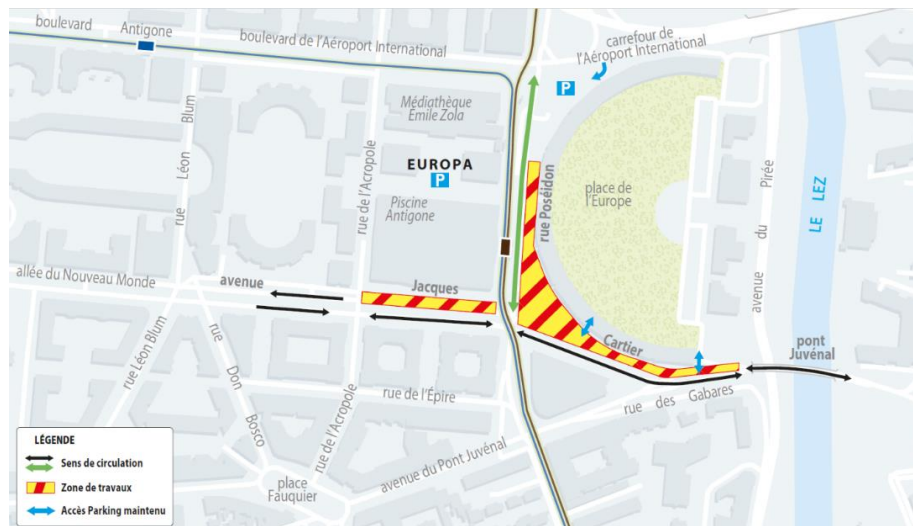 boulevard
Antigone
boulevard de l'Aéroport International
carrefour de
l'Aéroport International
P
Médiathèque
Émile Zola
EUROPA
P
Piscine
Antigone
rue Léon Blum
rue de l'Acropole
rue Poséidon
place de
l'Europe
avenue du Pirée
LE LEZ
allée du Nouveau Monde
avenue
Jacques
Cartier
pont
Juvénal
rue Léon Blum
rue Don Bosco
rue de l'Acropole
rue de l'Épire
rue des Gabares
avenue du Pont Juvénal
place
Fauquier
LÉGENDE
Sens de circulation
Zone de travaux
Accès Parking maintenu